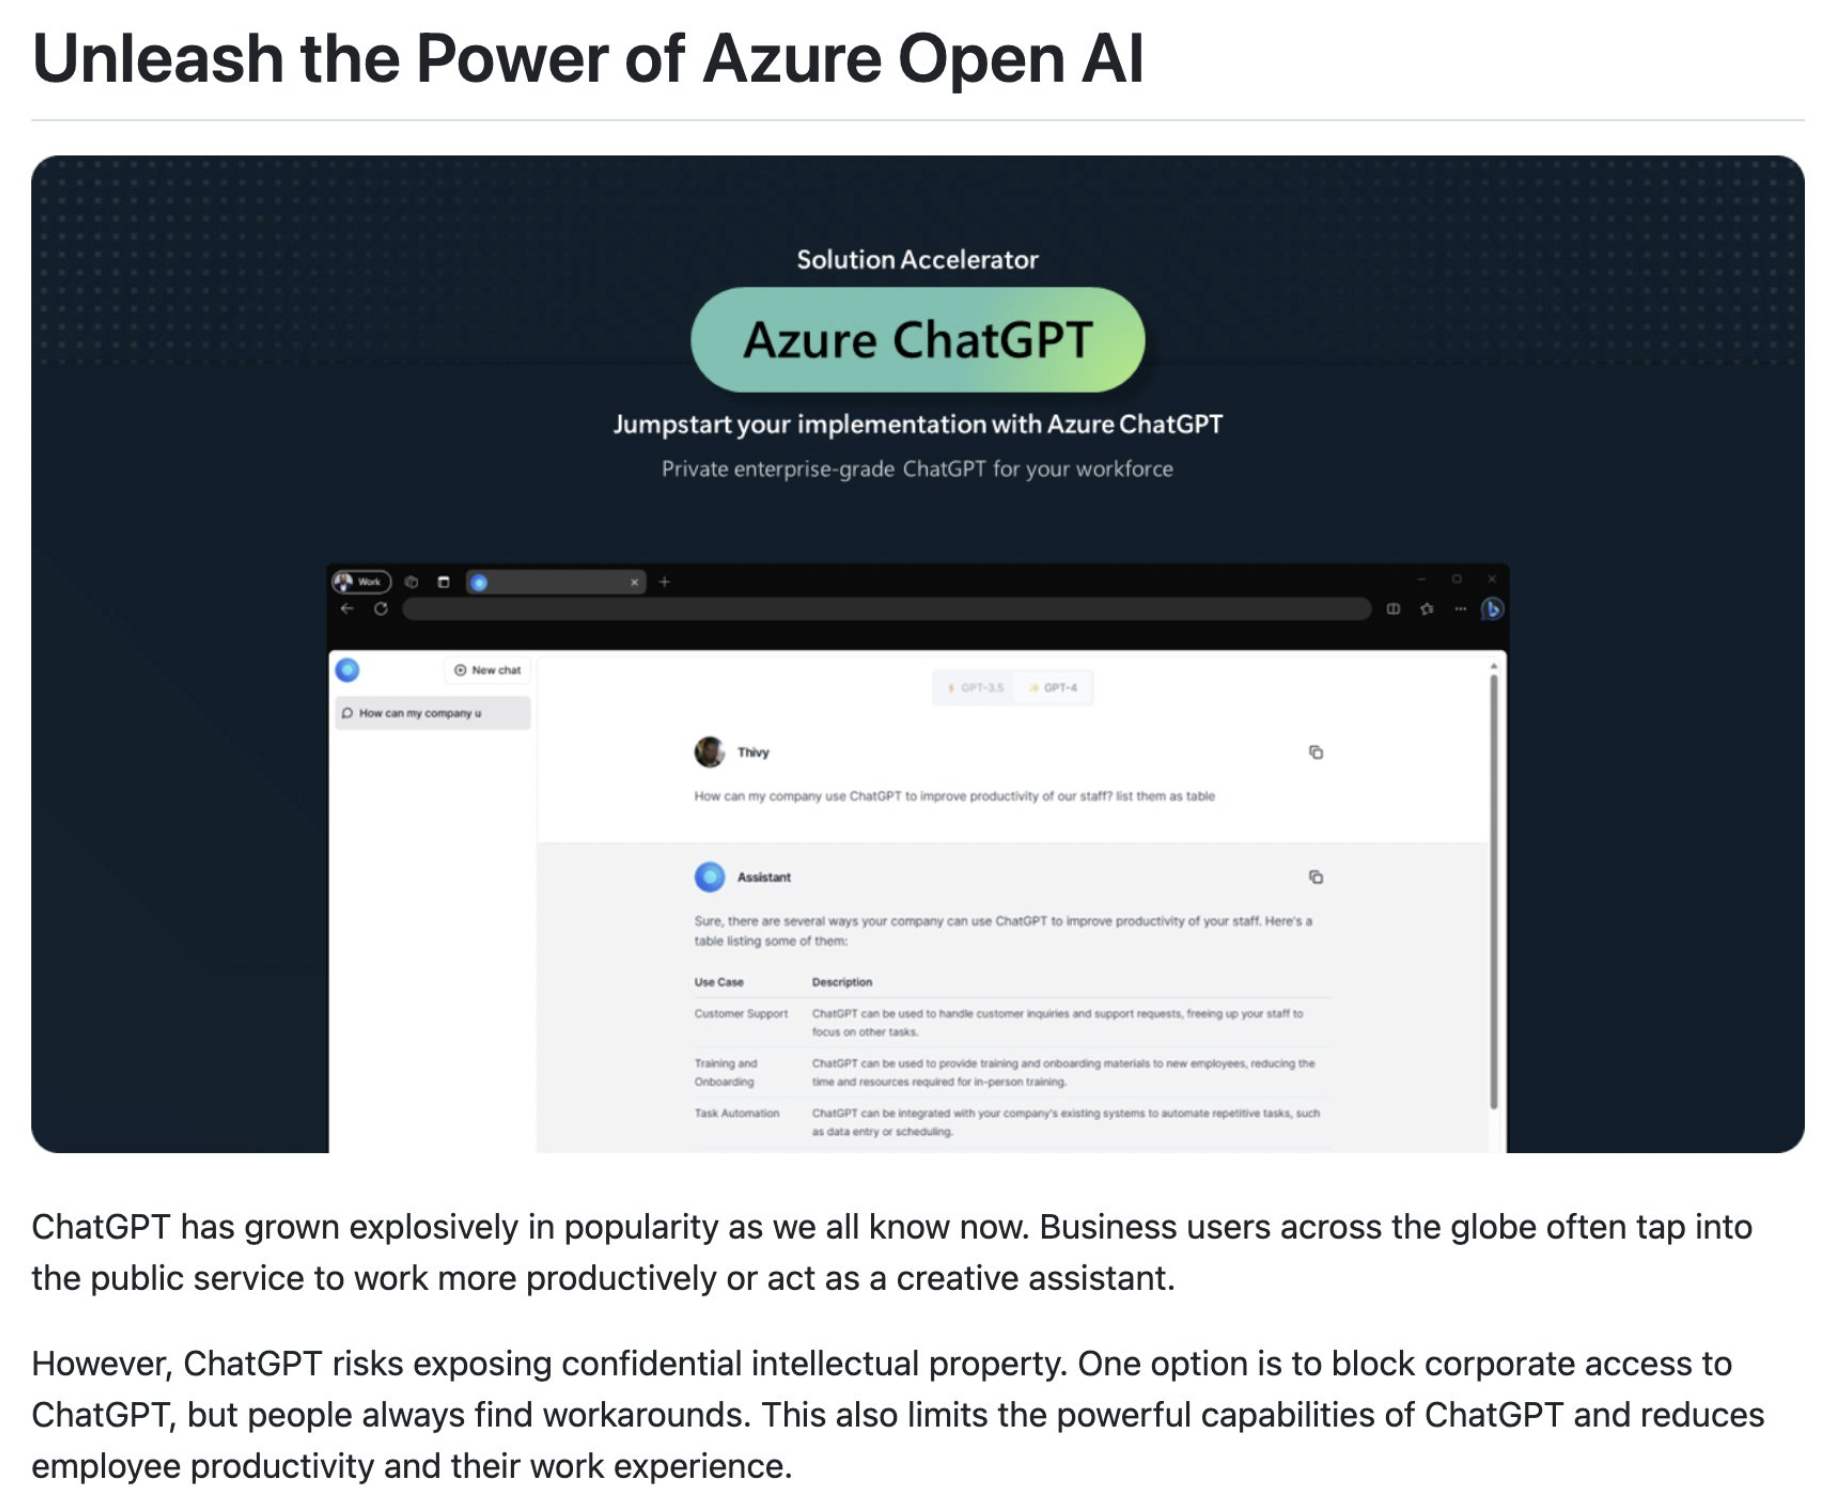 Unleash the Power of Azure Open AI
Solution Accelerator
Azure ChatGPT
Jumpstart your implementation with Azure ChatGPT
Private enterprise-grade ChatGPT for your workforce
Work
New chat
How can my company u
GPT-3.5
GPT-4
Thivy
How can my company use ChatGPT to improve productivity of our staff? list them as table
Assistant
Sure, there are several ways your company can use ChatGPT to improve productivity of your staff. Here's a
table listing some of them:
Use Case Description
Customer Support ChatGPT can be used to handle customer inquiries and support requests, freeing up your staff to
focus on other tasks.
Training and ChatGPT can be used to provide training and onboarding materials to new employees, reducing the
Onboarding time and resources required for in-person training.
Task Automation ChatGPT can be integrated with your company's existing systems to automate repetitive tasks, such
as data entry or scheduling.
ChatGPT has grown explosively in popularity as we all know now. Business users across the globe often tap into
the public service to work more productively or act as a creative assistant.
However, ChatGPT risks exposing confidential intellectual property. One option is to block corporate access to
ChatGPT, but people always find workarounds. This also limits the powerful capabilities of ChatGPT and reduces
employee productivity and their work experience.